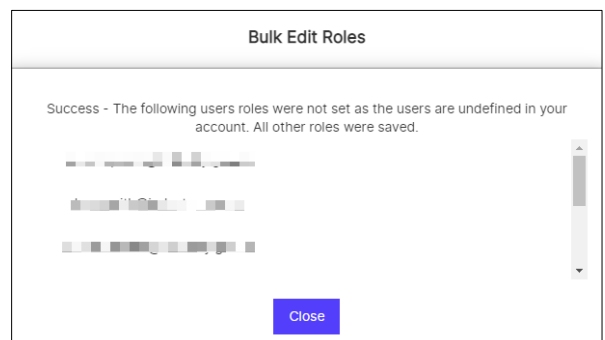 Bulk Edit Roles
Success - The following users roles were not set as the users are undefined in your
account. All other roles were saved.
Close